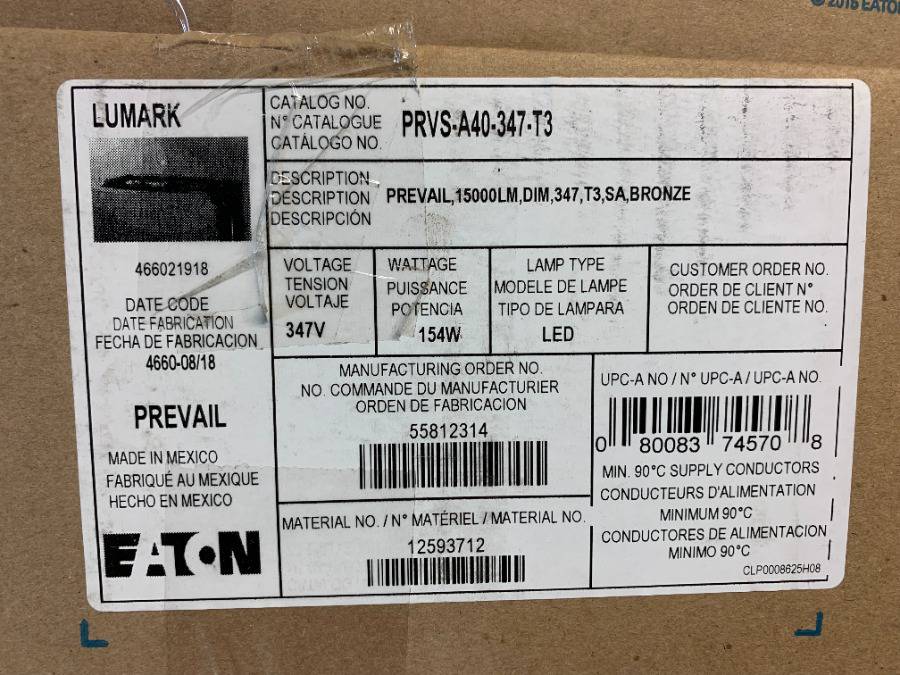 © 2016 EATON
LUMARK
466021918
DATE CODE
DATE FABRICATION
FECHA DE FABRICACION
4660-08/18
PREVAIL
MADE IN MEXICO
FABRIQUÉ AU MEXIQUE
HECHO EN MEXICO
EATON
CATALOG NO.
N° CATALOGUE
CATÁLOGO NO.
PRVS-A40-347-T3
DESCRIPTION
DESCRIPTION
DESCRIPCIÓN
PREVAIL,15000LM,DIM,347,T3,SA,BRONZE
VOLTAGE
TENSION
VOLTAJE
347V
WATTAGE
PUISSANCE
POTENCIA
154W
LAMP TYPE
MODELE DE LAMPE
TIPO DE LAMPARA
LED
CUSTOMER ORDER NO.
ORDER DE CLIENT N°
ORDEN DE CLIENTE NO.
MANUFACTURING ORDER NO.
NO. COMMANDE DU MANUFACTURIER
ORDEN DE FABRICACION
55812314
MATERIAL NO. / N° MATÉRIEL / MATERIAL NO.
12593712
UPC-A NO / N° UPC-A / UPC-A NO.
0 80083 74570 8
MIN. 90°C SUPPLY CONDUCTORS
CONDUCTEURS D'ALIMENTATION
MINIMUM 90°C
CONDUCTORES DE ALIMENTACION
MINIMO 90°C
CLP0008625H08